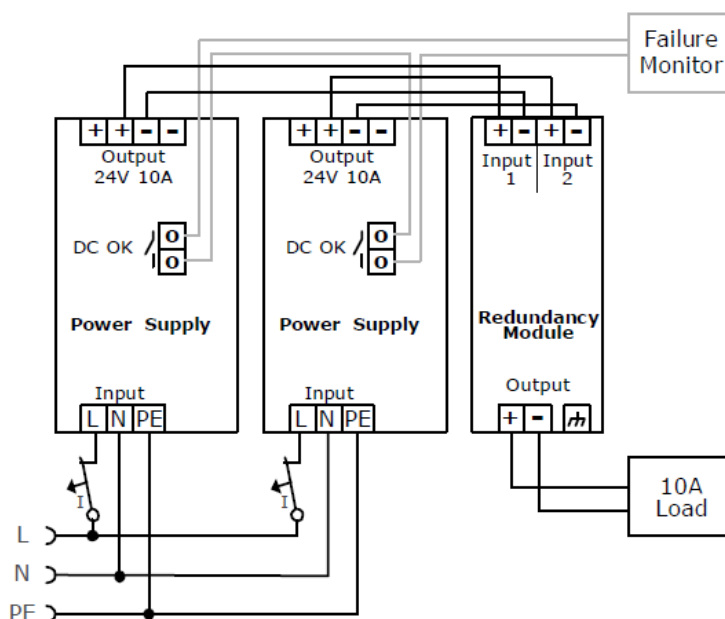 Failure
Monitor
+ + - -
Output
24V 10A
DC OK
O
O
Power Supply
Input
L N PE
I
+ + - -
Output
24V 10A
DC OK
O
O
Power Supply
Input
L N PE
I
+ - + -
Input
1
Input
2
Redundancy
Module
Output
+ -
10A
Load
L
N
PE